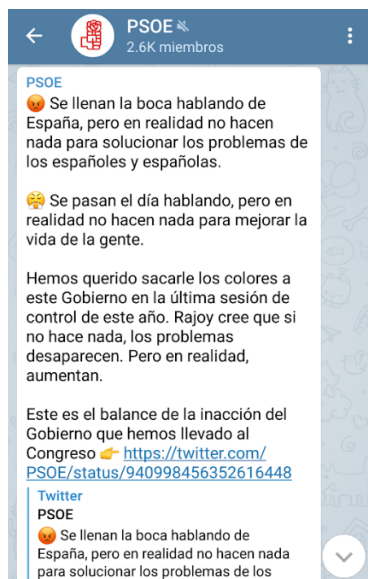 PSOE
2.6K miembros
PSOE
😡 Se llenan la boca hablando de
España, pero en realidad no hacen
nada para solucionar los problemas de
los españoles y españolas.
😤 Se pasan el día hablando, pero en
realidad no hacen nada para mejorar la
vida de la gente.
Hemos querido sacarle los colores a
este Gobierno en la última sesión de
control de este año. Rajoy cree que si
no hace nada, los problemas
desaparecen. Pero en realidad,
aumentan.
Este es el balance de la inacción del
Gobierno que hemos llevado al
Congreso 👉 https://twitter.com/
PSOE/status/940998456352616448
Twitter
PSOE
😡 Se llenan la boca hablando de
España, pero en realidad no hacen nada
para solucionar los problemas de los